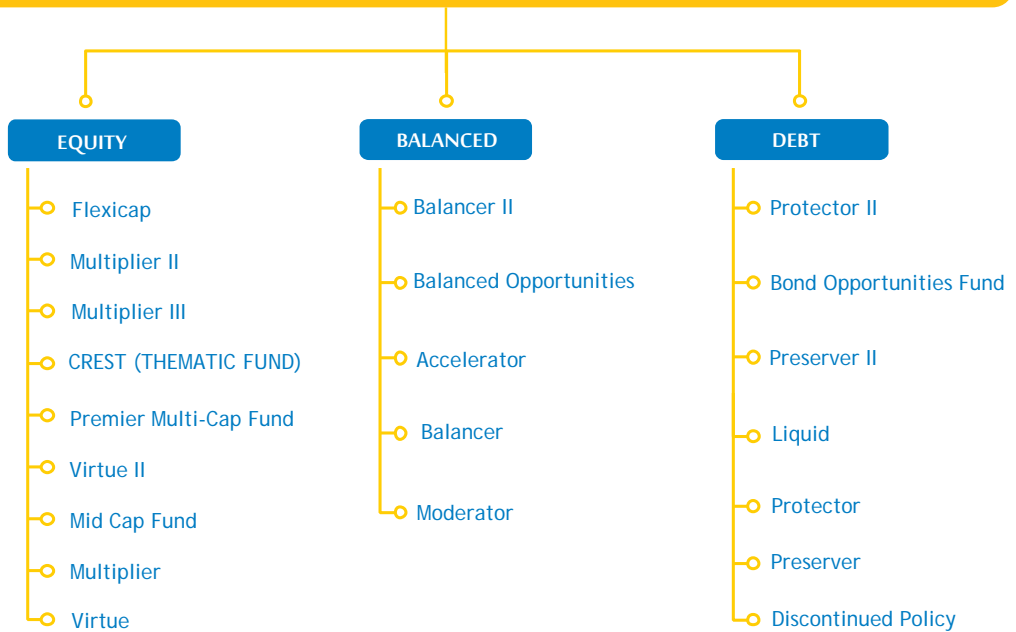 EQUITY
Flexicap
Multiplier II
Multiplier III
CREST (THEMATIC FUND)
Premier Multi-Cap Fund
Virtue II
Mid Cap Fund
Multiplier
Virtue
BALANCED
Balancer II
Balanced Opportunities
Accelerator
Balancer
Moderator
DEBT
Protector II
Bond Opportunities Fund
Preserver II
Liquid
Protector
Preserver
Discontinued Policy